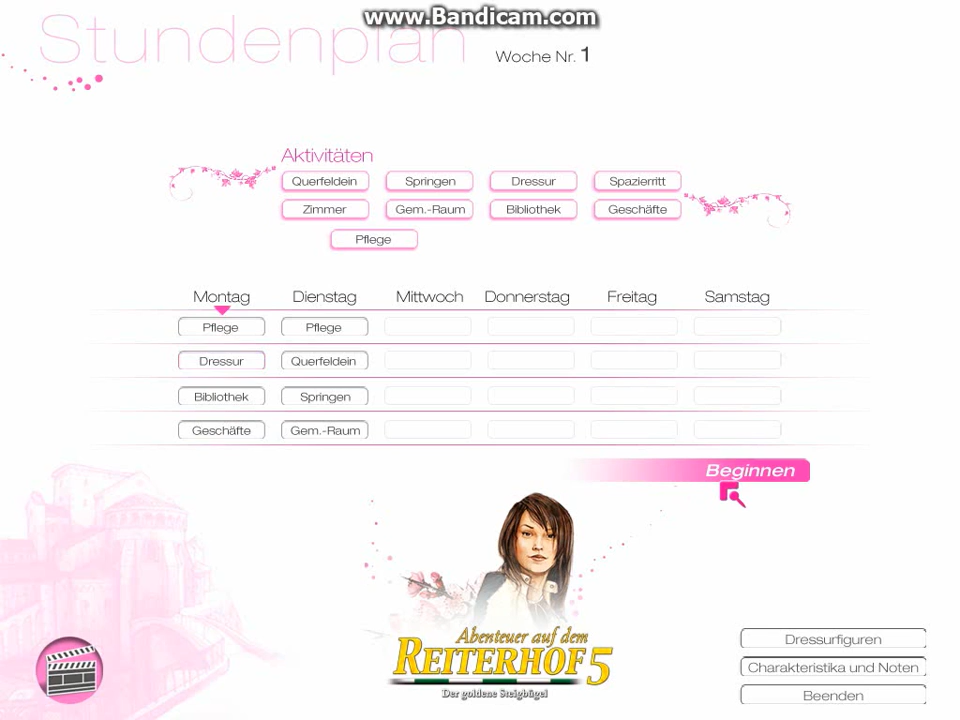 www.Bandicam.com
Stundenplan
Woche Nr. 1
Aktivitäten
Querfeldein Springen Dressur Spazierritt
Zimmer Gem.-Raum Bibliothek Geschäfte
Pflege
Montag Dienstag Mittwoch Donnerstag Freitag Samstag
Pflege Pflege
Dressur Querfeldein
Bibliothek Springen
Geschäfte Gem.-Raum
Beginnen
Abenteuer auf dem
REITERHOF 5
Der goldene Steigbügel
Dressurfiguren
Charakteristika und Noten
Beenden